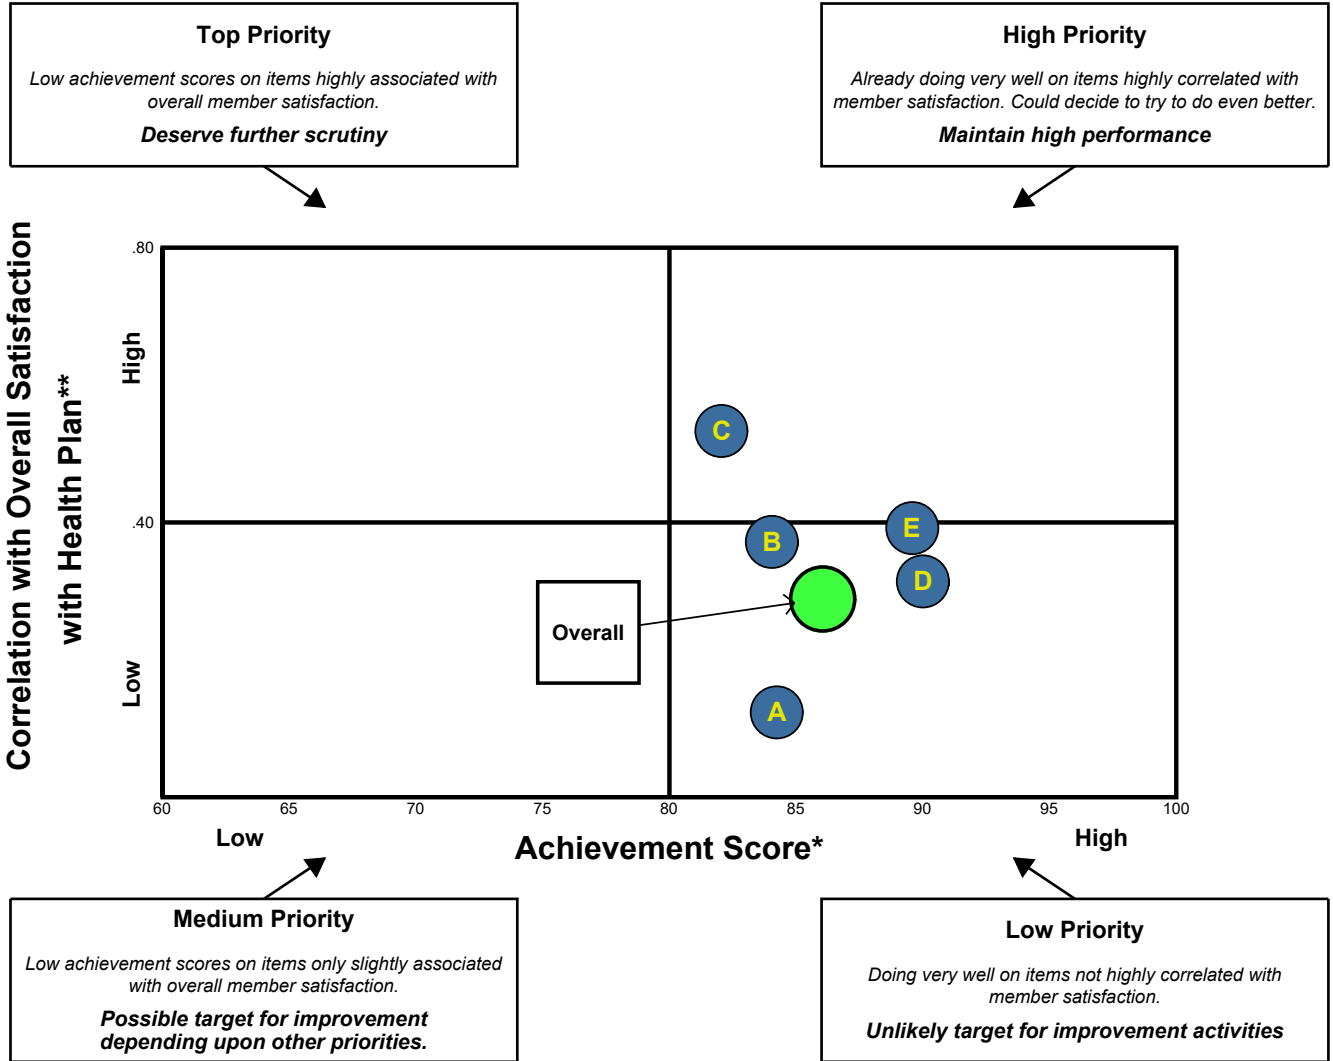 Top Priority
Low achievement scores on items highly associated with
overall member satisfaction.
Deserve further scrutiny
High Priority
Already doing very well on items highly correlated with
member satisfaction. Could decide to try to do even better.
Maintain high performance
Correlation with Overall Satisfaction
with Health Plan**
High
Low
.80
.40
C
B
E
D
A
Overall
60
65
70
75
80
85
90
95
100
Low
Achievement Score*
High
Medium Priority
Low achievement scores on items only slightly associated
with overall member satisfaction.
Possible target for improvement
depending upon other priorities.
Low Priority
Doing very well on items not highly correlated with
member satisfaction.
Unlikely target for improvement activities